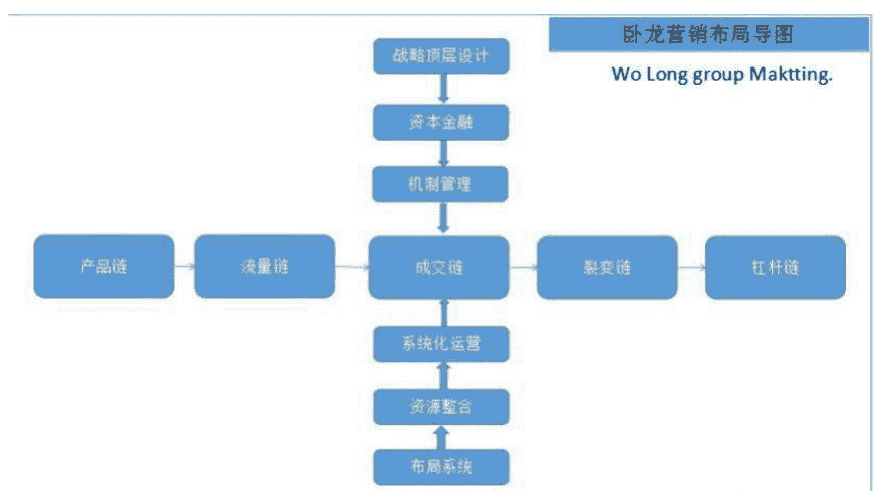 卧龙营销布局导图
Wo Long group Maktting.
战略顶层设计
资本金融
机制管理
产品链
流量链
成交链
裂变链
杠杆链
系统化运营
资源整合
布局系统